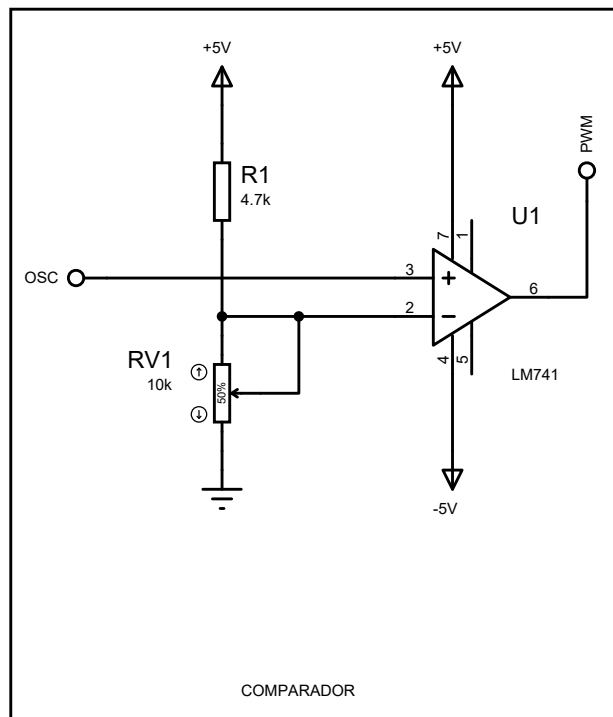 +5V
+5V
PWM
R1
4.7k
U1
7
1
OSC
3
2
6
RV1
10k
50%
4
5
LM741
-5V
COMPARADOR